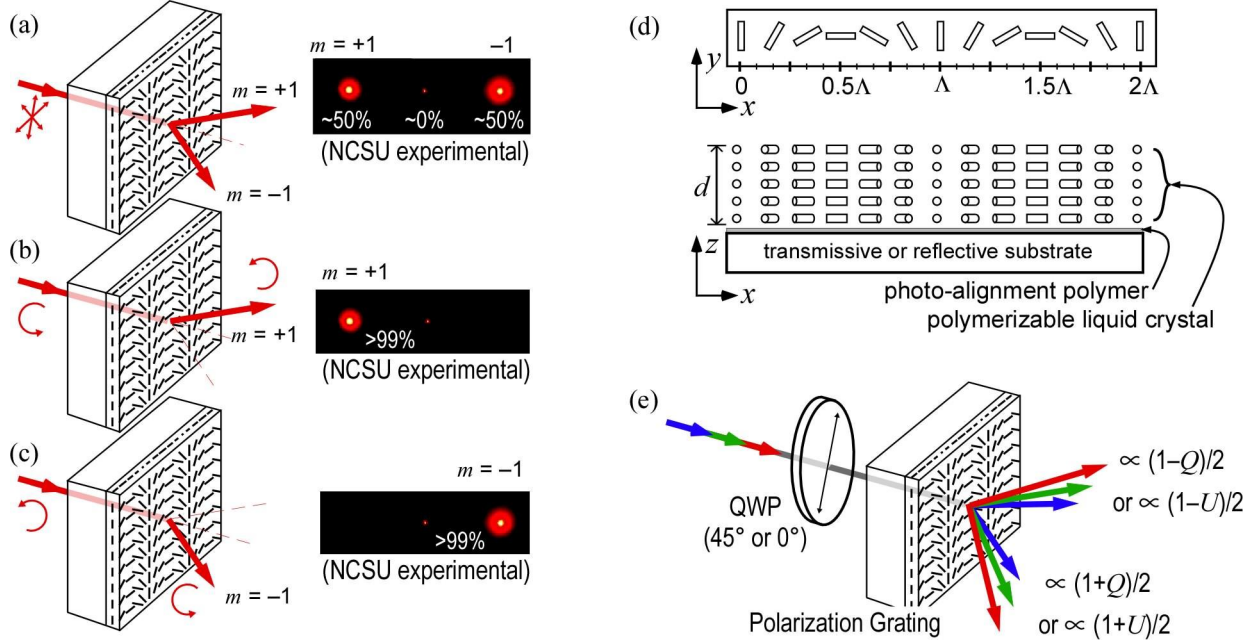 (a)
m = +1
m = −1
m = +1
–1
~50%
~0%
~50%
(NCSU experimental)
(b)
m = +1
m = +1
>99%
(NCSU experimental)
(c)
m = −1
m = −1
>99%
(NCSU experimental)
(d)
y
x
0
0.5Λ
Λ
1.5Λ
2Λ
d
z
x
transmissive or reflective substrate
photo-alignment polymer
polymerizable liquid crystal
(e)
QWP
(45° or 0°)
Polarization Grating
∝ (1–Q)/2
or ∝ (1–U)/2
∝ (1+Q)/2
or ∝ (1+U)/2